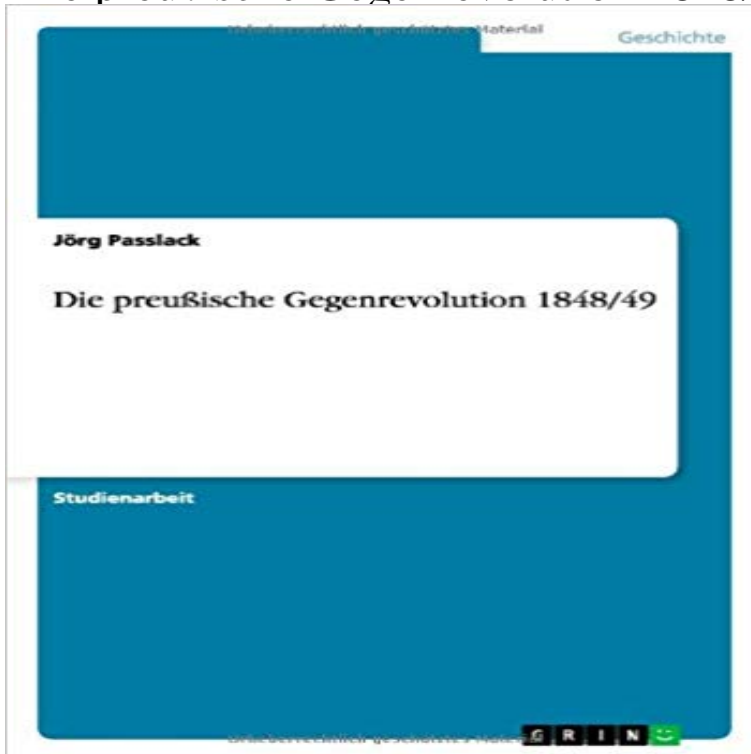 Geschichte
Jörg Passlack
Die preußische Gegenrevolution 1848/49
Studienarbeit
GRIN